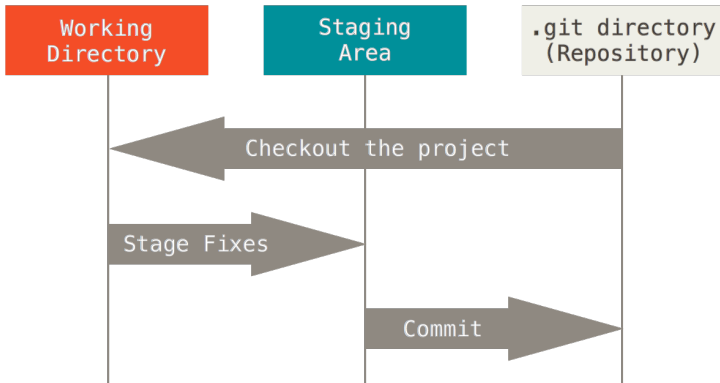 Working
Directory
Staging
Area
.git directory
(Repository)
Checkout the project
Stage Fixes
Commit